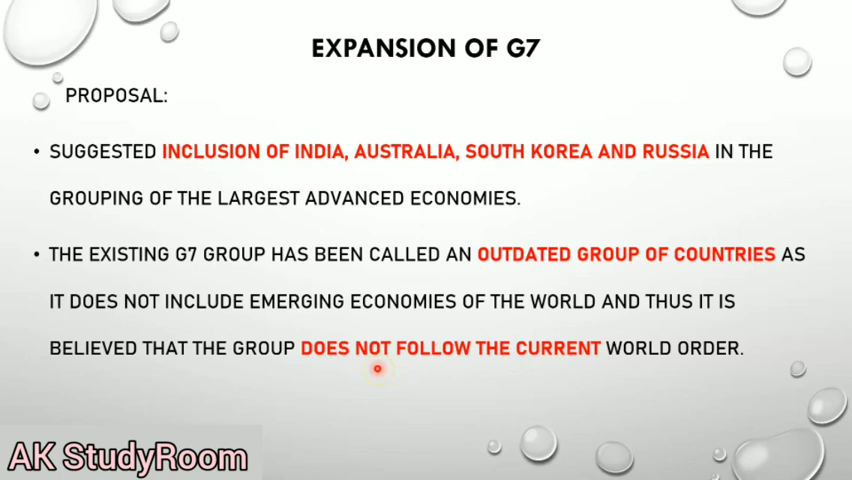 EXPANSION OF G7
PROPOSAL:
• SUGGESTED INCLUSION OF INDIA, AUSTRALIA, SOUTH KOREA AND RUSSIA IN THE
GROUPING OF THE LARGEST ADVANCED ECONOMIES.
• THE EXISTING G7 GROUP HAS BEEN CALLED AN OUTDATED GROUP OF COUNTRIES AS
IT DOES NOT INCLUDE EMERGING ECONOMIES OF THE WORLD AND THUS IT IS
BELIEVED THAT THE GROUP DOES NOT FOLLOW THE CURRENT WORLD ORDER.
AK StudyRoom